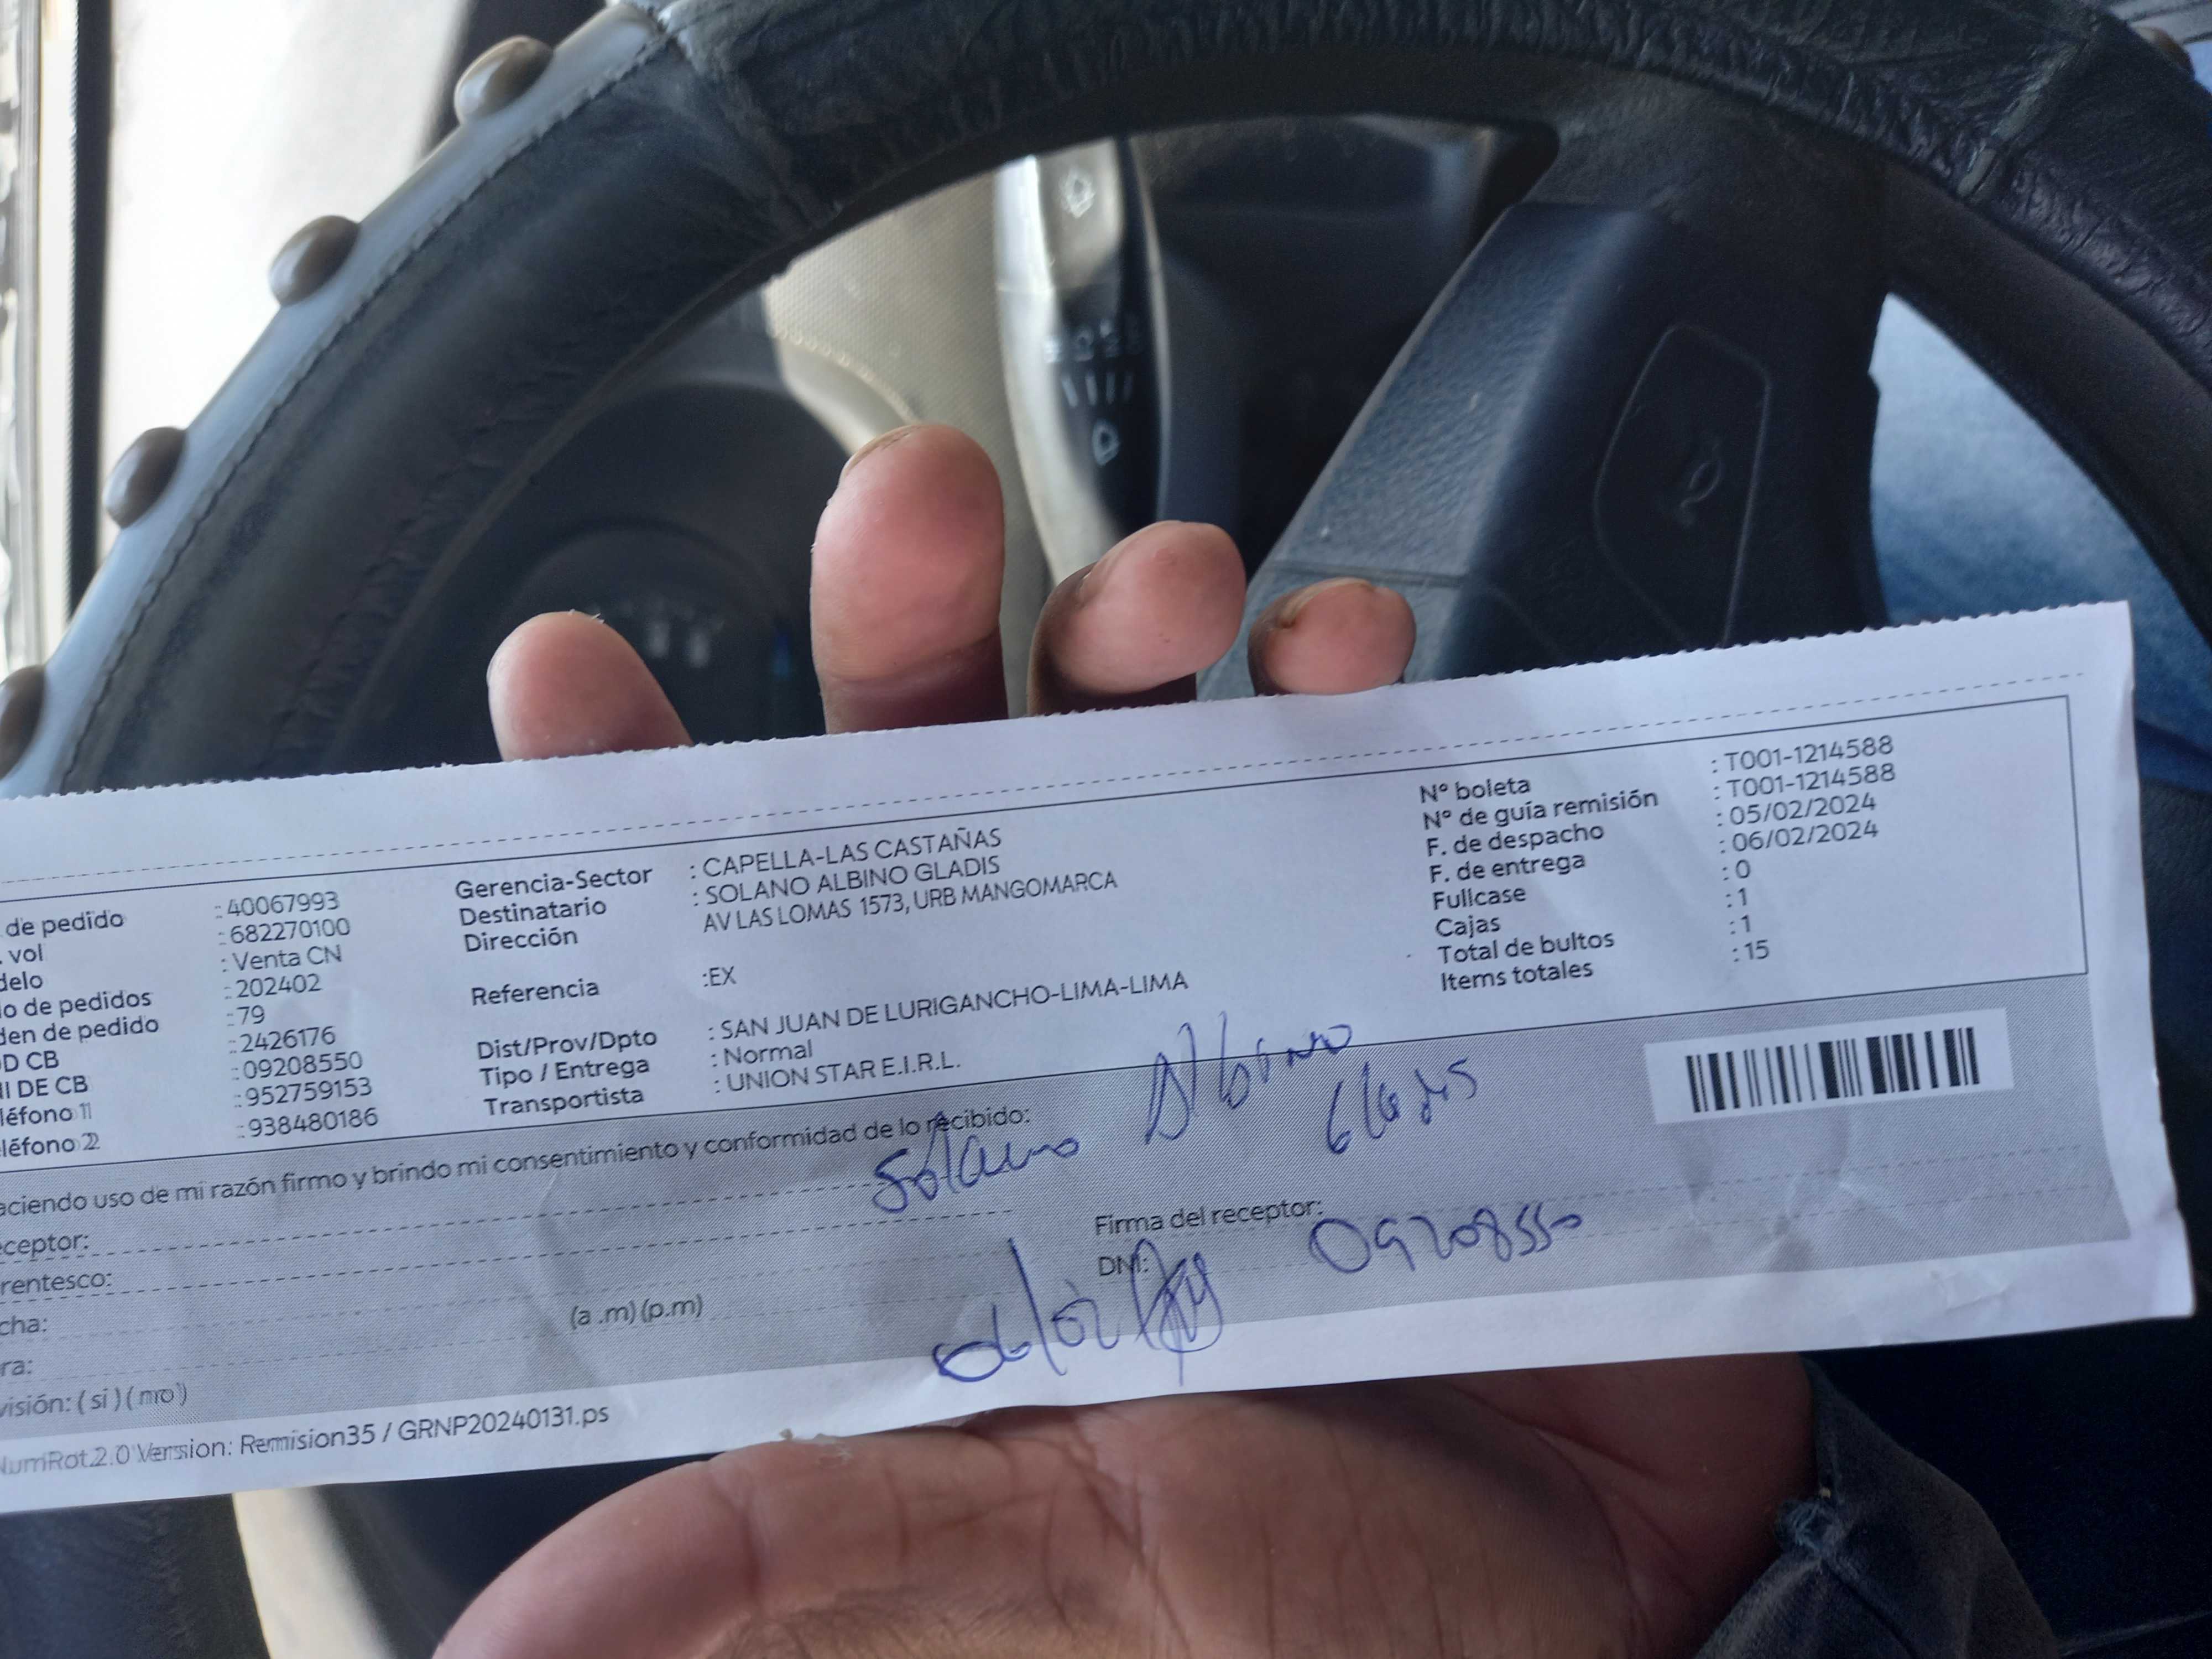 de pedido : 40067993
vol : 682270100
delo : Venta CN
o de pedidos : 202402
den de pedido : 79
D CB : 2426176
I DE CB : 09208550
léfono 1 : 952759153
léfono 2 : 938480186
Gerencia-Sector : CAPELLA-LAS CASTAÑAS
Destinatario : SOLANO ALBINO GLADIS
Dirección AV LAS LOMAS 1573, URB MANGOMARCA
Referencia :EX
Dist/Prov/Dpto : SAN JUAN DE LURIGANCHO-LIMA-LIMA
Tipo / Entrega : Normal
Transportista : UNION STAR E.I.R.L.
N° boleta : T001-1214588
N° de guía remisión : T001-1214588
F. de despacho : 05/02/2024
F. de entrega : 06/02/2024
Fullcase : 0
Cajas : 1
Total de bultos : 1
Items totales : 15
aciendo uso de mi razón firmo y brindo mi consentimiento y conformidad de lo recibido:
Solano Albino
Gladis
ceptor:
Firma del receptor:
rentesco:
DNI: 09208550
cha:
(a .m) (p.m)
06/02/
ra:
visión: ( si ) ( no )
NumRot.2.0 Version: Remision35 / GRNP20240131.ps